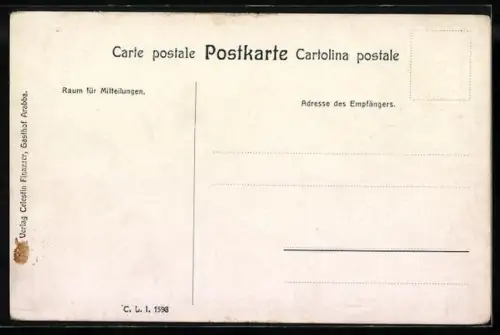 Carte postale Postkarte Cartolina postale
Raum für Mitteilungen.
Adresse des Empfängers.
Verlag Celestin Finazzer, Gasthof Arabba.
C. L. I. 1598